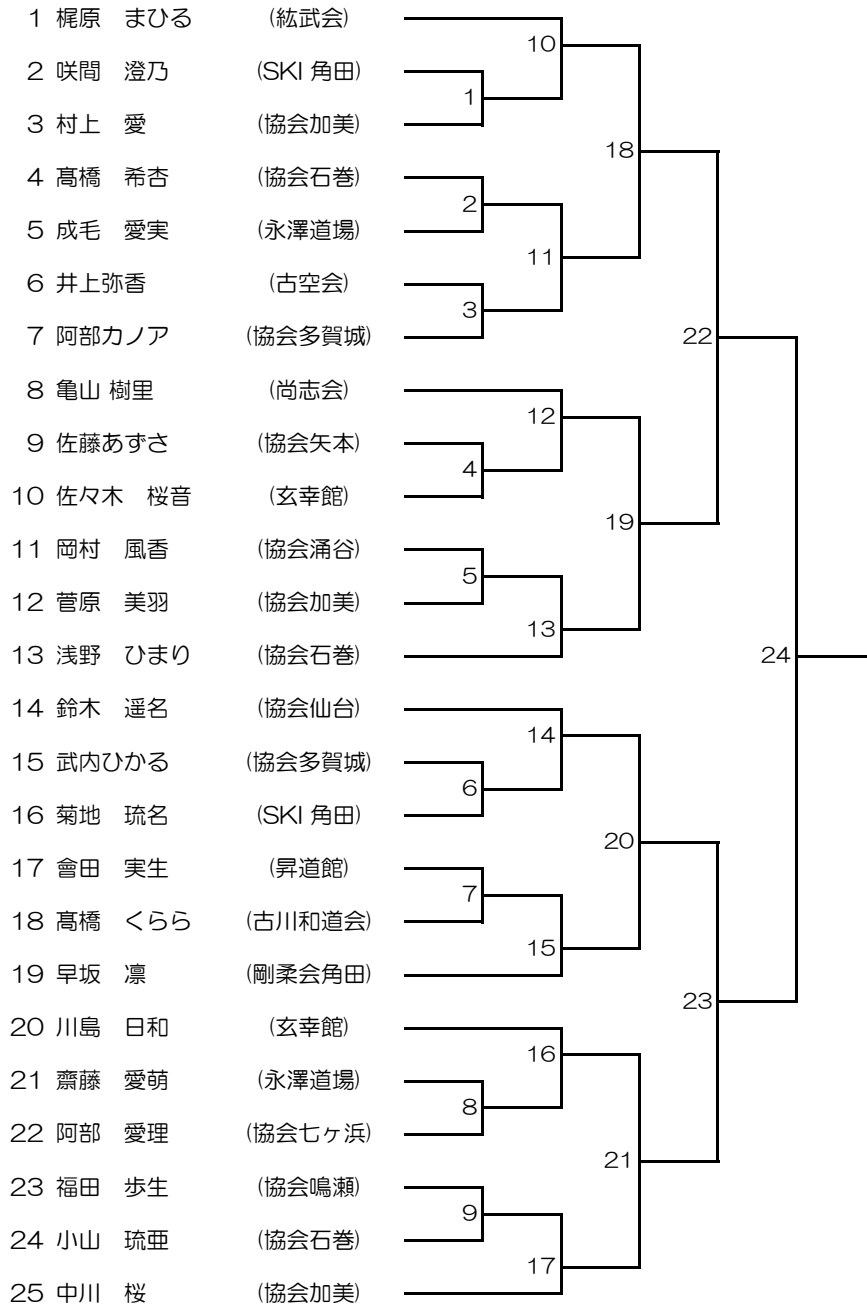 1 梶原　まひる (紘武会)
10
2 咲間　澄乃 (SKI 角田)
1
3 村上　愛 (協会加美)
18
4 髙橋　希杏 (協会石巻)
2
5 成毛　愛実 (永澤道場)
11
6 井上弥香 (古空会)
3
7 阿部カノア (協会多賀城)
22
8 亀山 樹里 (尚志会)
12
9 佐藤あずさ (協会矢本)
4
10 佐々木　桜音 (玄幸館)
19
11 岡村　風香 (協会涌谷)
5
12 菅原　美羽 (協会加美)
13
13 浅野　ひまり (協会石巻)
24
14 鈴木　遥名 (協会仙台)
14
15 武内ひかる (協会多賀城)
6
16 菊地　琉名 (SKI 角田)
20
17 會田　実生 (昇道館)
7
18 髙橋　くらら (古川和道会)
15
19 早坂　凛 (剛柔会角田)
23
20 川島　日和 (玄幸館)
16
21 齋藤　愛萌 (永澤道場)
8
22 阿部　愛理 (協会七ヶ浜)
21
23 福田　歩生 (協会鳴瀬)
9
24 小山　琉亜 (協会石巻)
17
25 中川　桜 (協会加美)